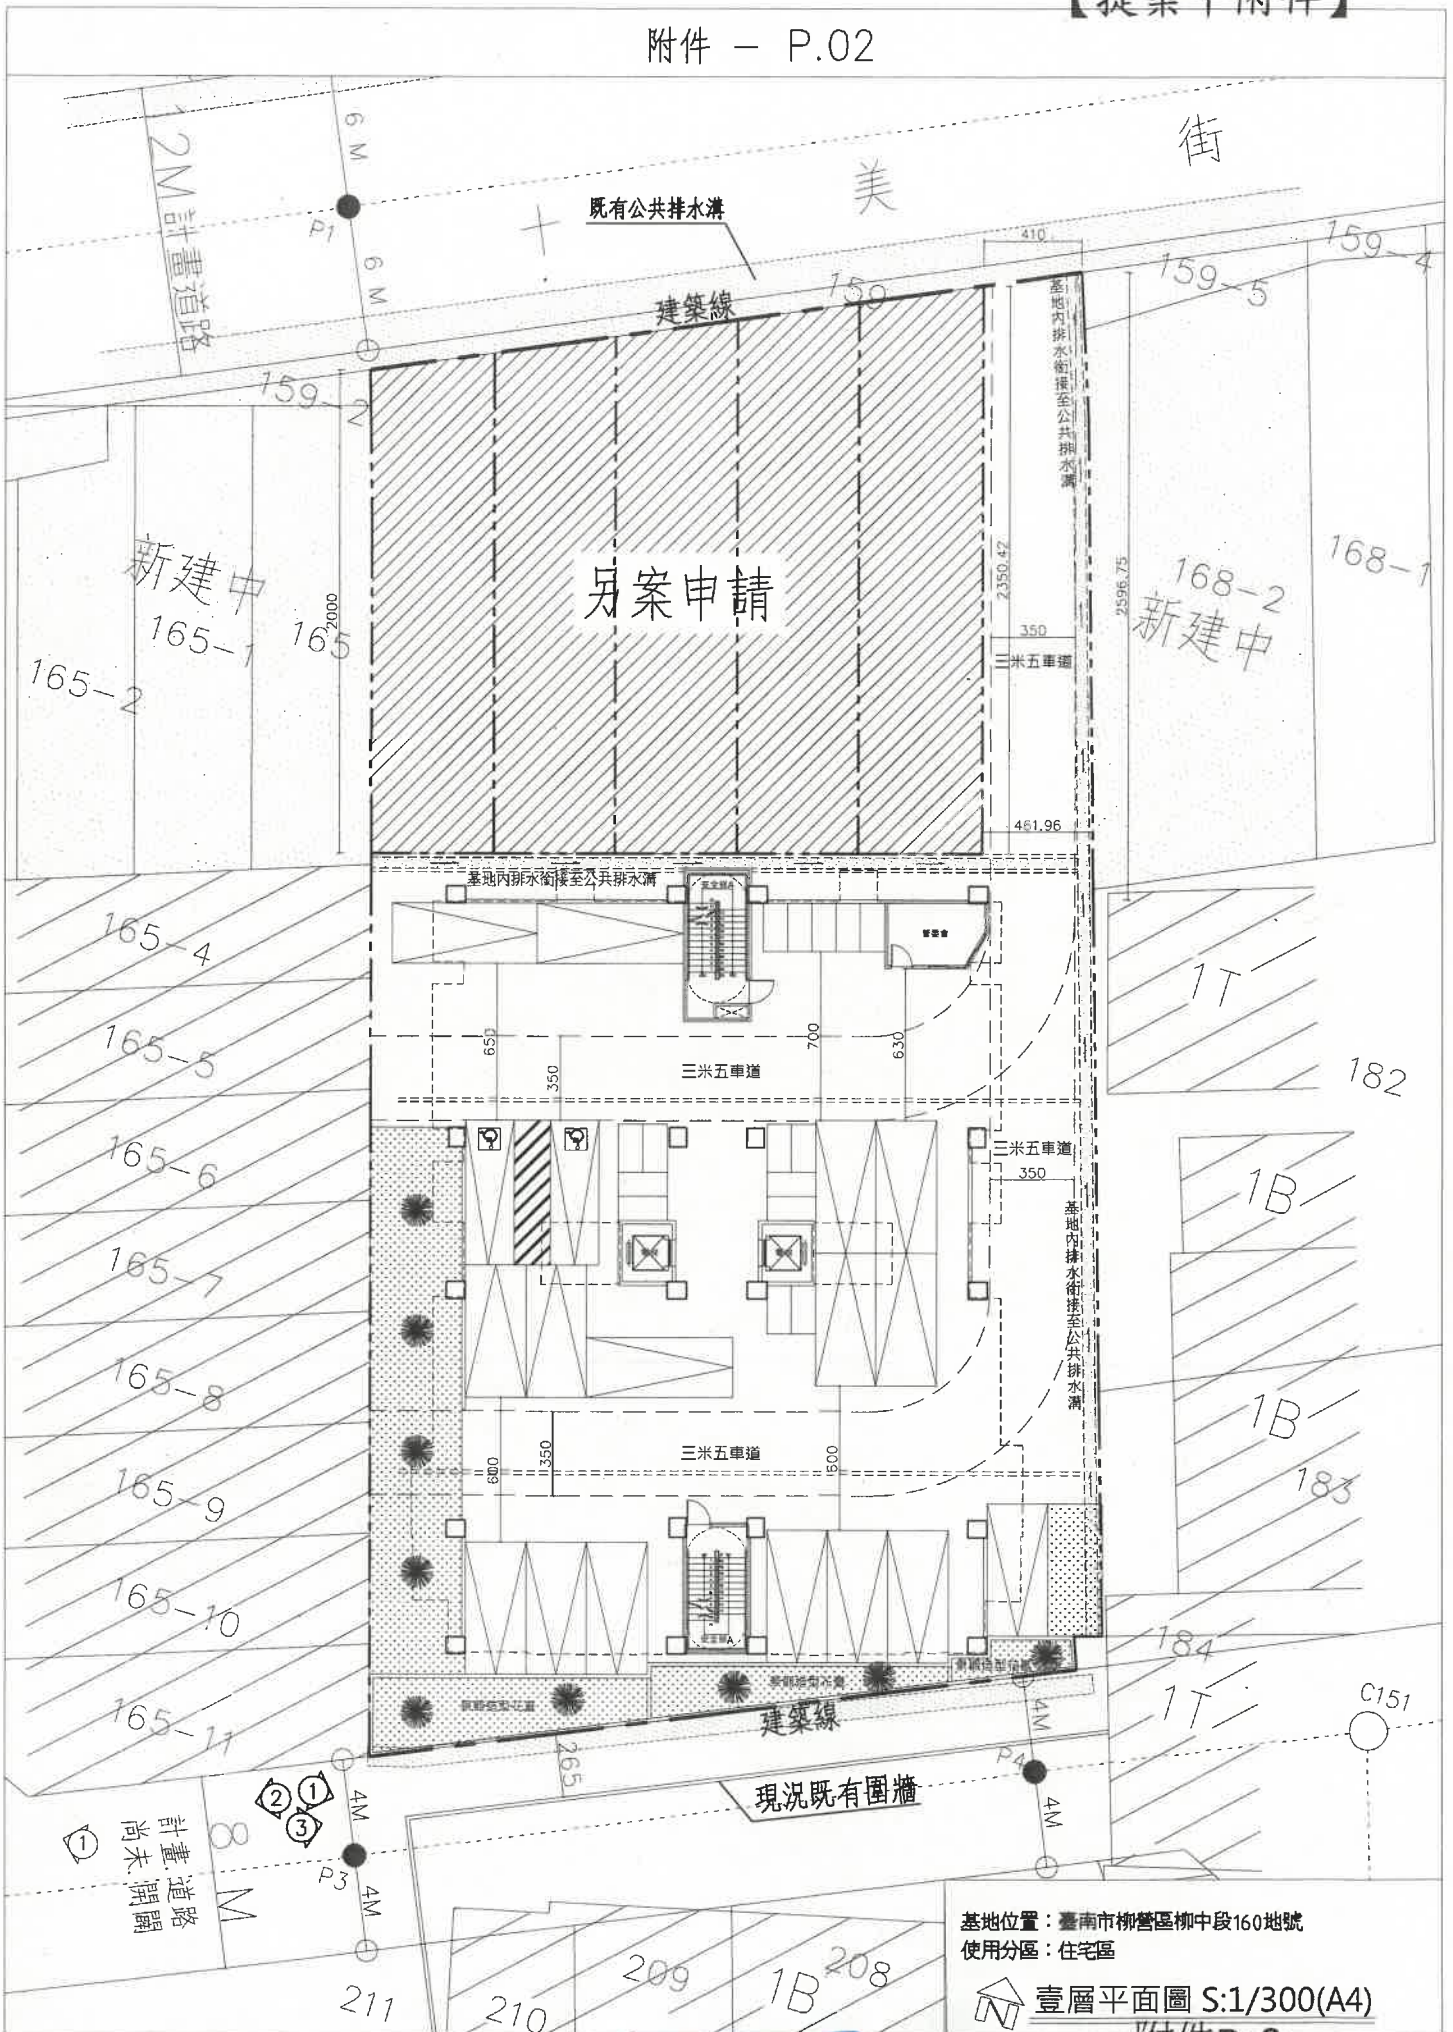 附件 - P.02
12M計畫道路
6 M
P1
6 M
十
美
街
既有公共排水溝
建築線
159
410
159-5
159-4
159-2
基地內排水銜接至公共排水溝
新建中
165-2
165-1
165
2000
另案申請
2350.42
2596.75
350
三米五車道
168-2
新建中
168-1
461.96
基地內排水銜接至公共排水溝
管委會
165-4
165-5
165-6
165-7
165-8
165-9
165-10
165-11
650
350
三米五車道
700
630
三米五車道
350
基地內排水銜接至公共排水溝
1T
182
1B
1B
183
184
1T
C151
600
350
三米五車道
600
建築線
265
現況既有圍牆
4M
P4
4M
4M
P3
4M
2
1
3
1
8 M
計畫道路
尚未開闢
211
210
209
1B
208
基地位置：臺南市柳營區柳中段160地號
使用分區：住宅區
N
壹層平面圖 S:1/300(A4)